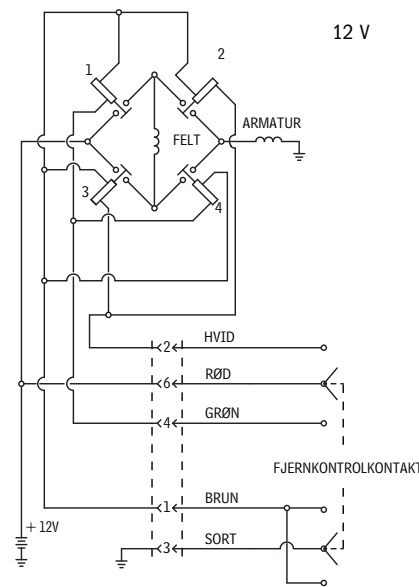 12 V
1
2
ARMATUR
FELT
3
4
2 HVID
6 RØD
4 GRØN
FJERNKONTROLKONTAKT
1 BRUN
+12V
3 SORT